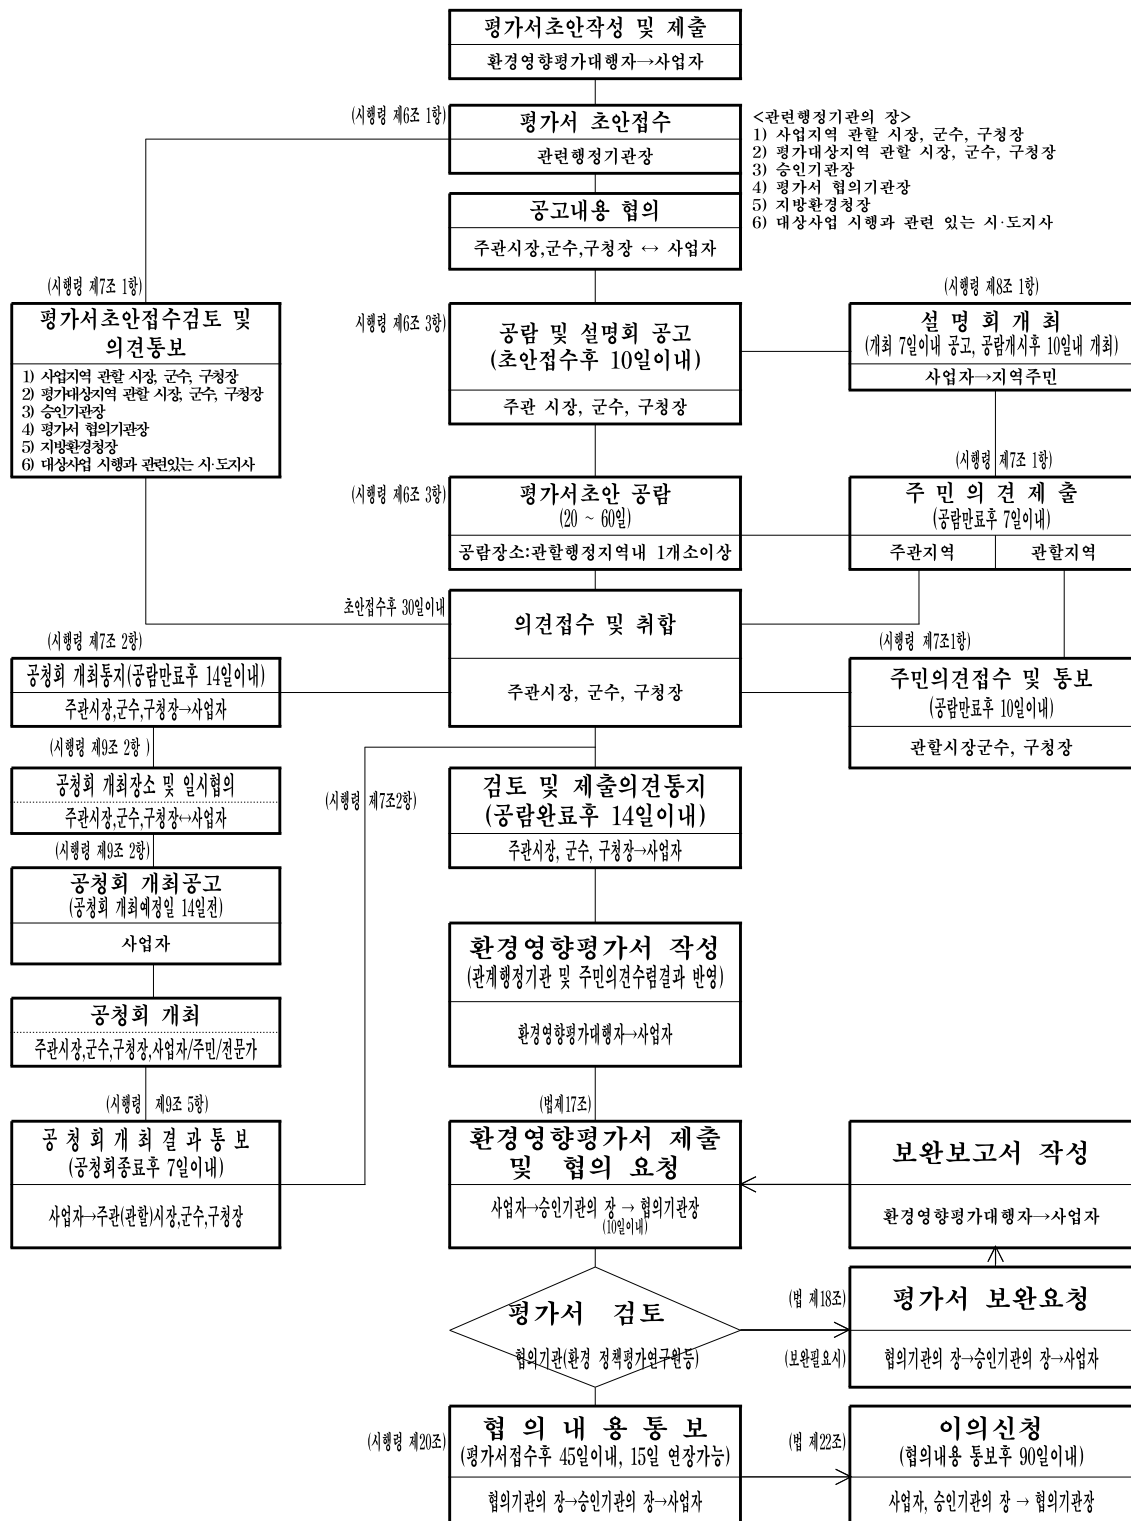 평가서초안작성 및 제출
환경영향평가대행자→사업자
(시행령 제6조 1항)
평가서 초안접수
관련행정기관장
<관련행정기관의 장>
1) 사업지역 관할 시장, 군수, 구청장
2) 평가대상지역 관할 시장, 군수, 구청장
3) 승인기관장
4) 평가서 협의기관장
5) 지방환경청장
6) 대상사업 시행과 관련 있는 시·도지사
공고내용 협의
주관시장,군수,구청장 ↔ 사업자
(시행령 제7조 1항)
평가서초안접수검토 및
의견통보
1) 사업지역 관할 시장, 군수, 구청장
2) 평가대상지역 관할 시장, 군수, 구청장
3) 승인기관장
4) 평가서 협의기관장
5) 지방환경청장
6) 대상사업 시행과 관련있는 시·도지사
시행령 제6조 3항)
공람 및 설명회 공고
(초안접수후 10일이내)
주관 시장, 군수, 구청장
(시행령 제8조 1항)
설 명 회 개 최
(개최 7일이내 공고, 공람개시후 10일내 개최)
사업자→지역주민
(시행령 제6조 3항)
평가서초안 공람
(20 ~ 60일)
공람장소:관할행정지역내 1개소이상
(시행령 제7조 1항)
주 민 의 견 제 출
(공람만료후 7일이내)
주관지역
관할지역
초안접수후 30일이내
의견접수 및 취합
주관시장, 군수, 구청장
(시행령 제7조 2항)
공청회 개최통지(공람만료후 14일이내)
주관시장,군수,구청장→사업자
(시행령 제7조1항)
주민의견접수 및 통보
(공람만료후 10일이내)
관할시장군수, 구청장
(시행령 제9조 2항 )
공청회 개최장소 및 일시협의
주관시장,군수,구청장↔사업자
(시행령 제7조2항)
검토 및 제출의견통지
(공람완료후 14일이내)
주관시장, 군수, 구청장→사업자
(시행령 제9조 2항)
공청회 개최공고
(공청회 개최예정일 14일전)
사업자
환경영향평가서 작성
(관계행정기관 및 주민의견수렴결과 반영)
환경영향평가대행자→사업자
공청회 개최
주관시장,군수,구청장,사업자/주민/전문가
(시행령 제9조 5항)
공 청 회 개 최 결 과 통 보
(공청회종료후 7일이내)
사업자→주관(관할)시장,군수,구청장
(법제17조)
환경영향평가서 제출
및 협의 요청
사업자→승인기관의 장 → 협의기관장
(10일이내)
보완보고서 작성
환경영향평가대행자→사업자
평가서 검토
협의기관(환경 정책평가연구원등)
(법 제18조)
(보완필요시)
평가서 보완요청
협의기관의 장→승인기관의 장→사업자
(시행령 제20조)
협 의 내 용 통 보
(평가서접수후 45일이내, 15일 연장가능)
협의기관의 장→승인기관의 장→사업자
(법 제22조)
이의신청
(협의내용 통보후 90일이내)
사업자, 승인기관의 장 → 협의기관장